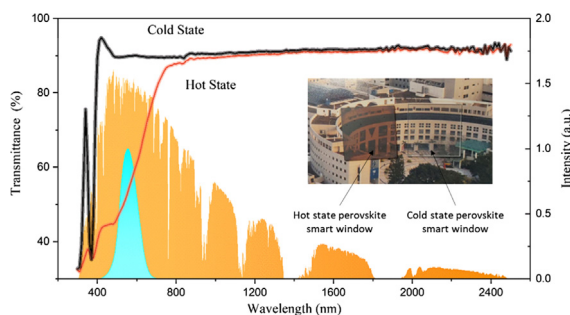 100
90
80
60
40
2.0
1.5
1.0
0.5
0.0
Transmittance (%)
Intensity (a.u.)
Cold State
Hot State
Hot state perovskite
smart window
Cold state perovskite
smart window
400
800
1200
1600
2000
2400
Wavelength (nm)